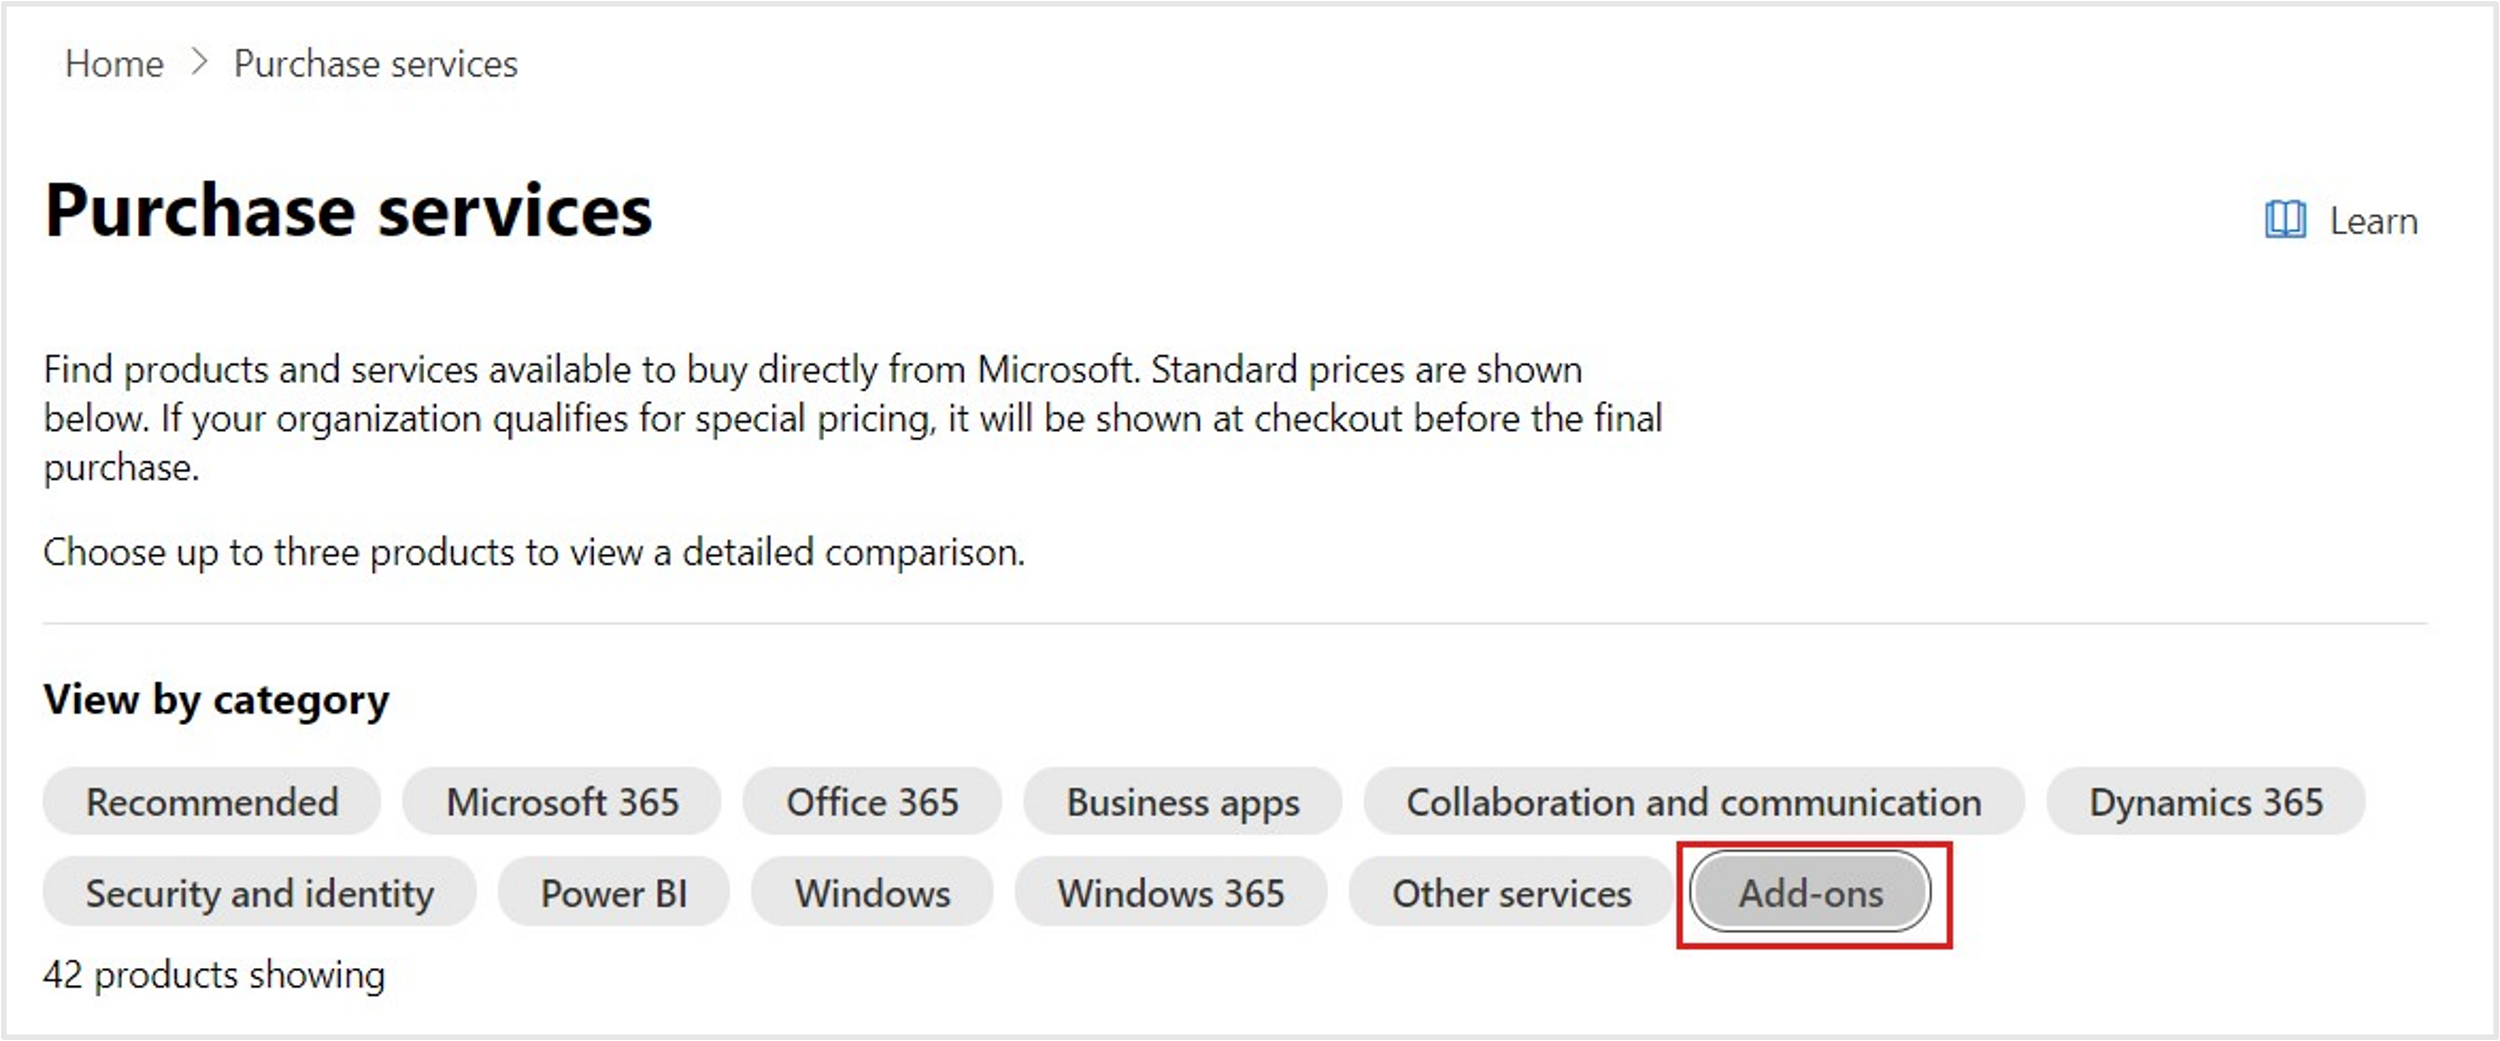 Home > Purchase services
Purchase services
Learn
Find products and services available to buy directly from Microsoft. Standard prices are shown
below. If your organization qualifies for special pricing, it will be shown at checkout before the final
purchase.
Choose up to three products to view a detailed comparison.
View by category
Recommended Microsoft 365 Office 365 Business apps Collaboration and communication Dynamics 365
Security and identity Power BI Windows Windows 365 Other services Add-ons
42 products showing